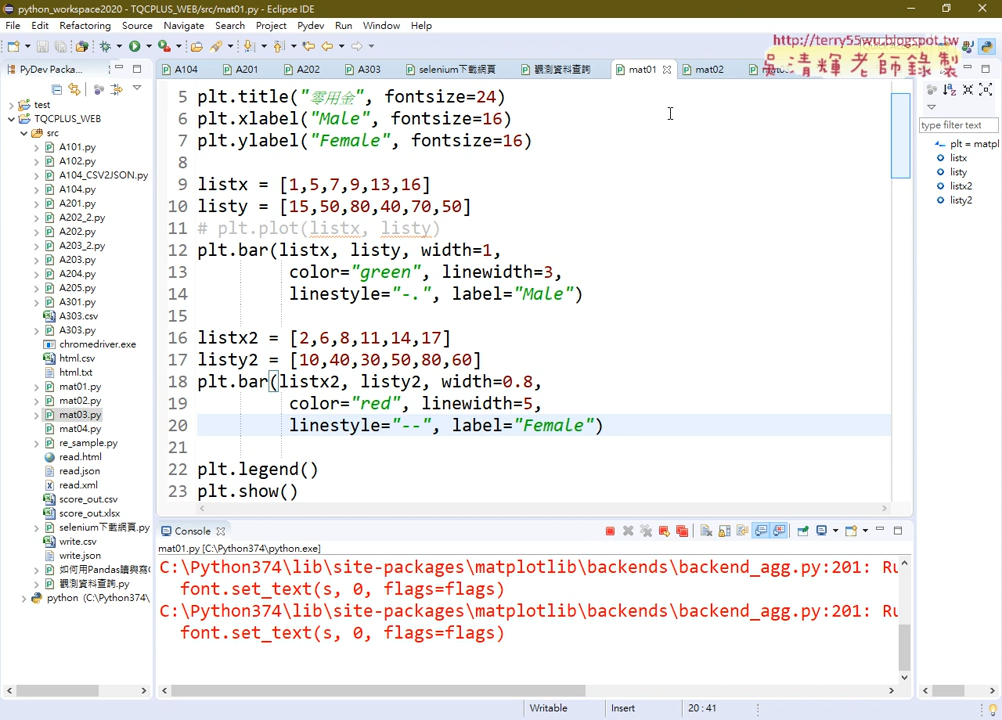 python_workspace2020 - TQCPLUS_WEB/src/mat01.py - Eclipse IDE
File Edit Refactoring Source Navigate Search Project Pydev Run Window Help
http://terry55wu.blogspot.tw
吳清輝老師錄製
PyDev Packa...
A104 A201 A202 A303 selenium下載網頁 觀測資料查詢 mat01 mat02
test
TQCPLUS_WEB
src
A101.py
A102.py
A104_CSV2JSON.py
A104.py
A201.py
A202_2.py
A202.py
A203_2.py
A203.py
A204.py
A205.py
A301.py
A303.csv
A303.py
chromedriver.exe
html.csv
html.txt
mat01.py
mat02.py
mat03.py
mat04.py
re_sample.py
read.html
read.json
read.xml
score_out.csv
score_out.xlsx
selenium下載網頁.py
write.csv
write.json
如何用Pandas讀與寫
觀測資料查詢.py
python (C:\Python374\
5 plt.title("零用金", fontsize=24)
6 plt.xlabel("Male", fontsize=16)
7 plt.ylabel("Female", fontsize=16)
8
9 listx = [1,5,7,9,13,16]
10 listy = [15,50,80,40,70,50]
11 # plt.plot(listx, listy)
12 plt.bar(listx, listy, width=1,
13 color="green", linewidth=3,
14 linestyle="-.", label="Male")
15
16 listx2 = [2,6,8,11,14,17]
17 listy2 = [10,40,30,50,80,60]
18 plt.bar(listx2, listy2, width=0.8,
19 color="red", linewidth=5,
20 linestyle="--", label="Female")
21
22 plt.legend()
23 plt.show()
type filter text
plt = matpl
listx
listy
listx2
listy2
Console
mat01.py [C:\Python374\python.exe]
C:\Python374\lib\site-packages\matplotlib\backends\backend_agg.py:201: Ru
font.set_text(s, 0, flags=flags)
C:\Python374\lib\site-packages\matplotlib\backends\backend_agg.py:201: Ru
font.set_text(s, 0, flags=flags)
Writable Insert 20 : 41